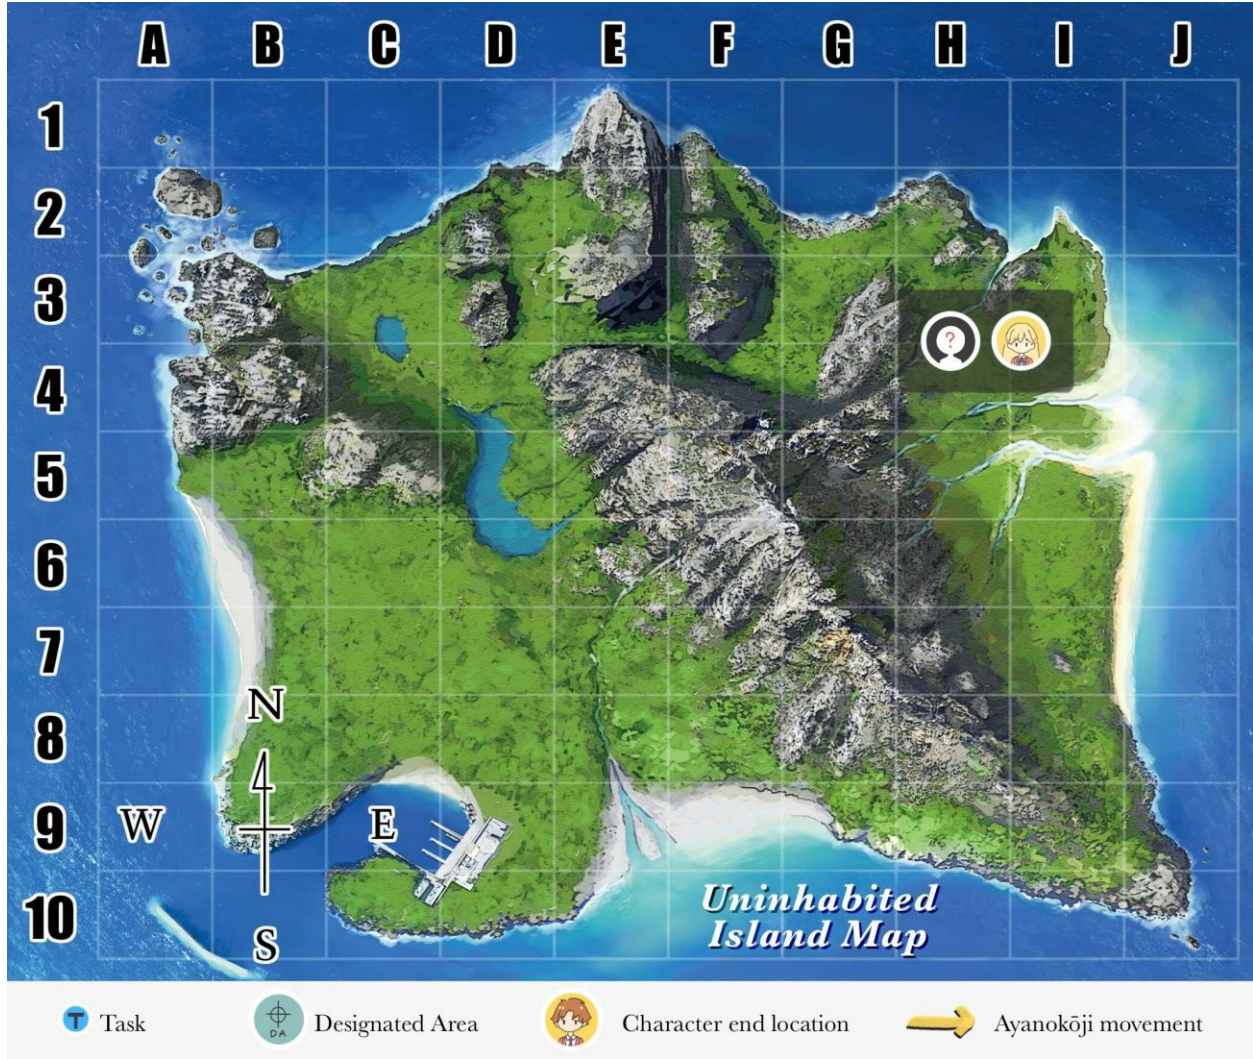 A B C D E F G H I J
1
2
3
?
4
5
6
7
N
8
9
W
E
10
S
Uninhabited
Island Map
T Task
DA Designated Area
Character end location
Ayanokōji movement